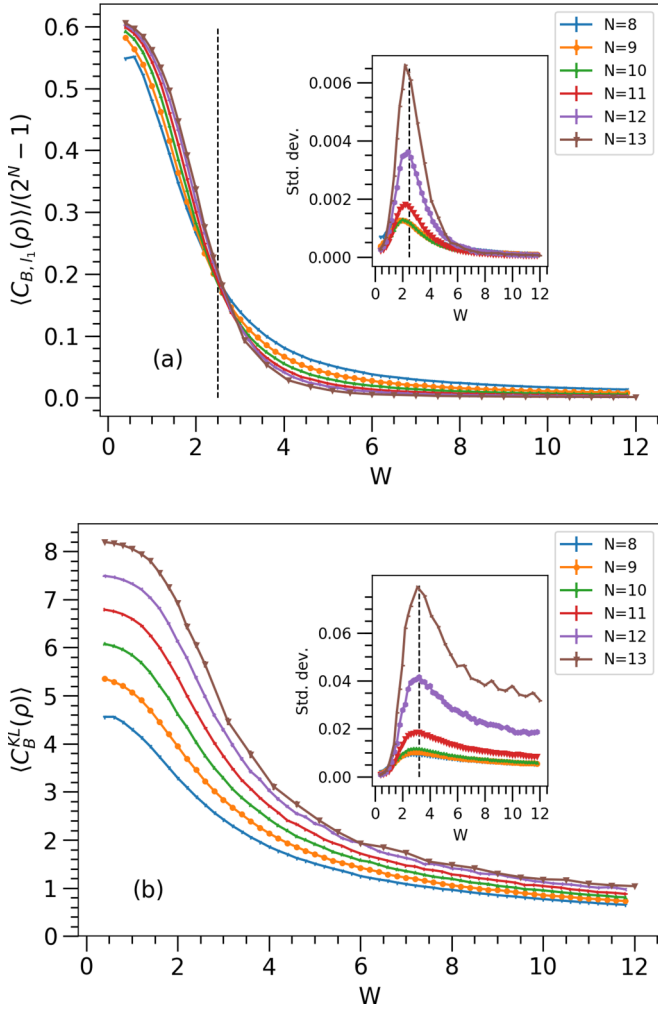 0.6
0.5
0.4
0.3
0.2
0.1
0.0
⟨C_{B, l_1}(ρ)⟩/(2^N − 1)
0 2 4 6 8 10 12
W
(a)
0.006
0.004
0.002
0.000
Std. dev.
0 2 4 6 8 10 12
W
N=8
N=9
N=10
N=11
N=12
N=13
8
7
6
5
4
3
2
1
0
⟨C_B^{KL}(ρ)⟩
0 2 4 6 8 10 12
W
(b)
0.06
0.04
0.02
0.00
Std. dev.
0 2 4 6 8 10 12
W
N=8
N=9
N=10
N=11
N=12
N=13